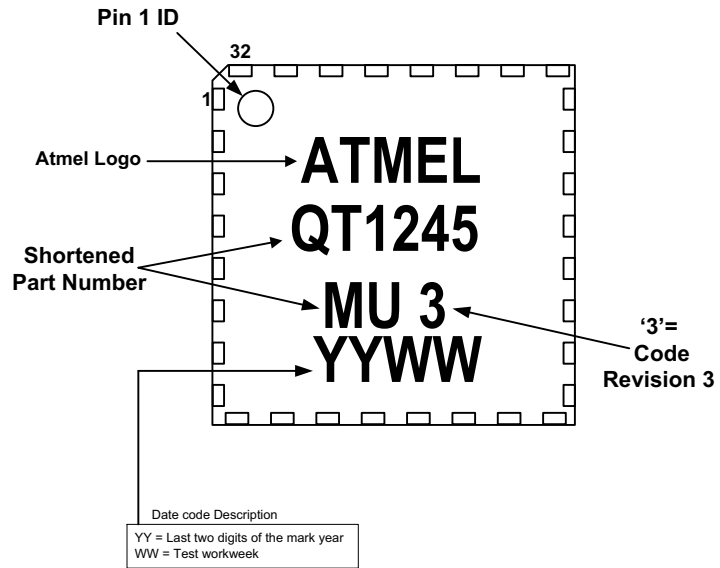 Pin 1 ID
32
1
Atmel Logo
ATMEL
QT1245
Shortened
Part Number
MU 3
‘3’=
Code
Revision 3
YYWW
Date code Description
YY = Last two digits of the mark year
WW = Test workweek